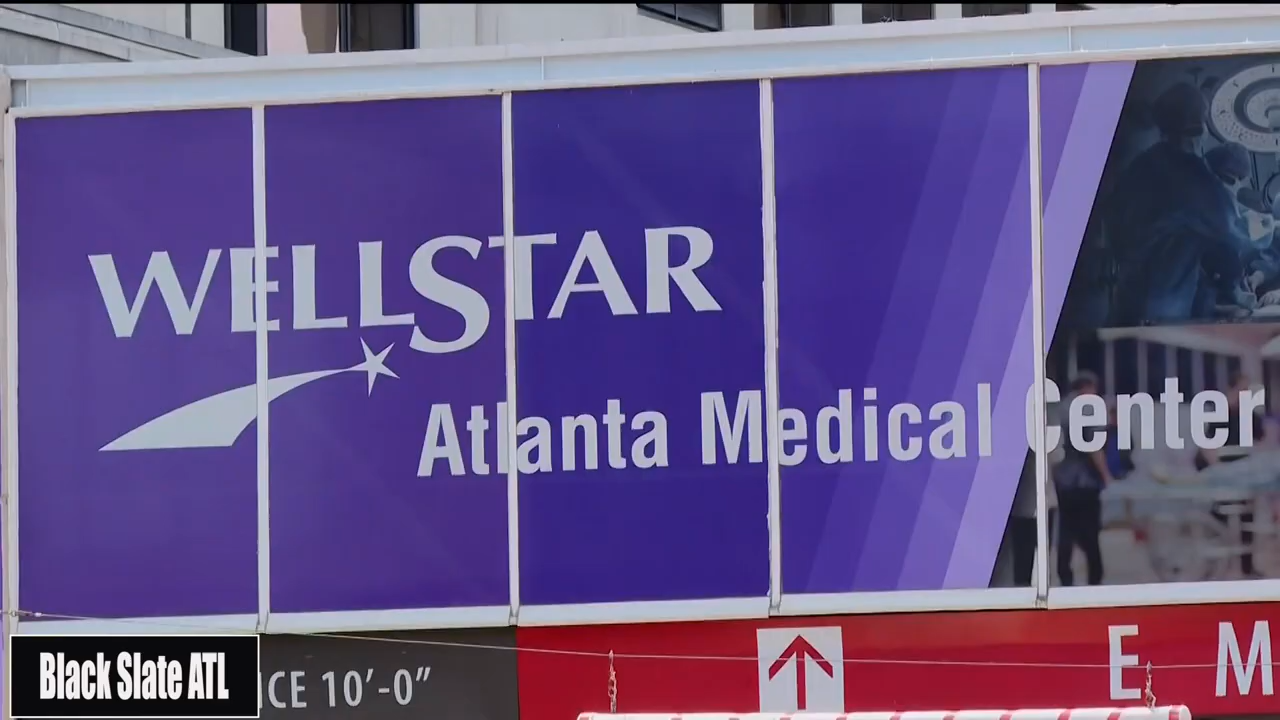 WELLSTAR
Atlanta Medical Center
Black Slate ATL
ICE 10'-0"
E M